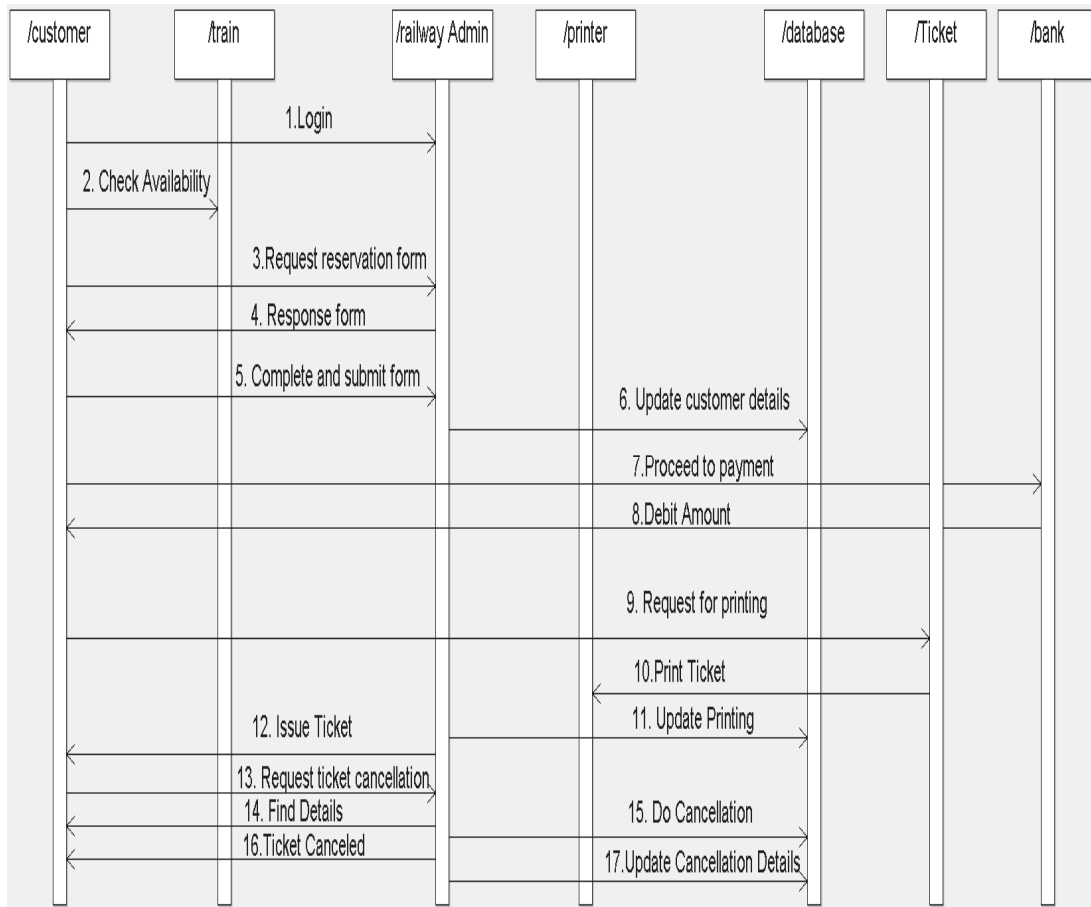 /customer
/train
/railway Admin
/printer
/database
/Ticket
/bank
1.Login
2. Check Availability
3.Request reservation form
4. Response form
5. Complete and submit form
6. Update customer details
7.Proceed to payment
8.Debit Amount
9. Request for printing
10.Print Ticket
11. Update Printing
12. Issue Ticket
13. Request ticket cancellation
14. Find Details
15. Do Cancellation
16.Ticket Canceled
17.Update Cancellation Details